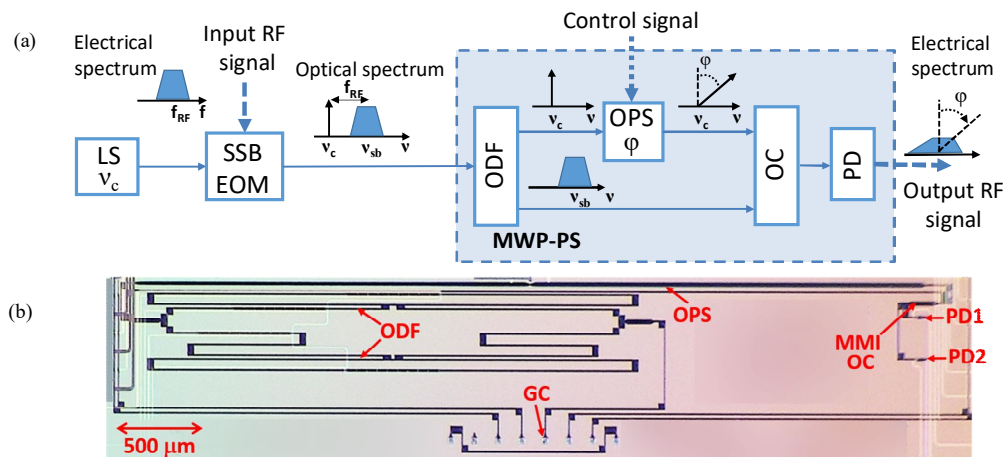 (a)
Electrical
spectrum
f_RF f
Input RF
signal
Optical spectrum
f_RF
ν_c ν_sb ν
LS
ν_c
SSB
EOM
Control signal
ν_c ν
φ
ν_c ν
OPS
φ
ODF
ν_sb ν
OC
PD
MWP-PS
Electrical
spectrum
φ
Output RF
signal
(b)
ODF
OPS
MMI
OC
PD1
PD2
GC
500 μm